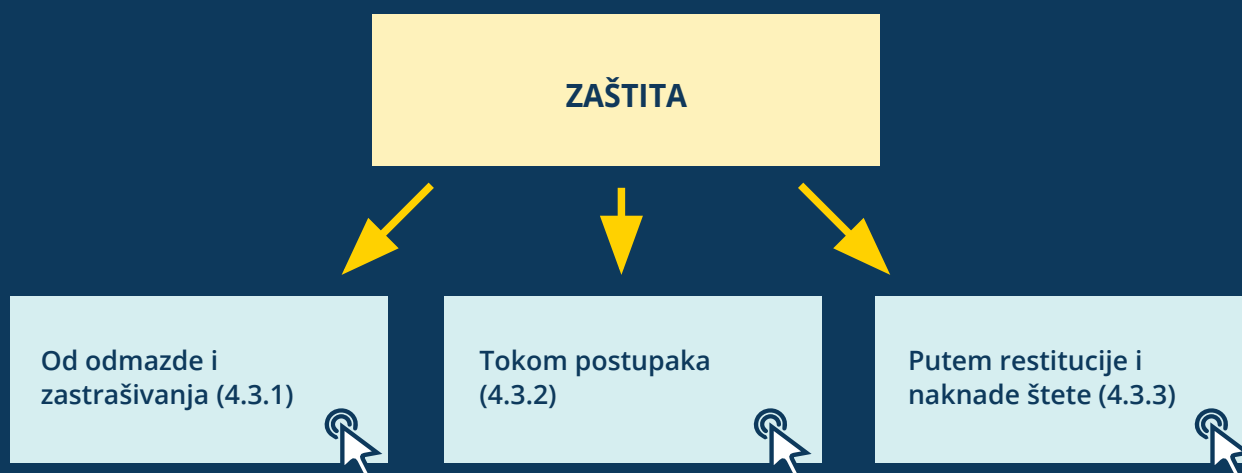 ZAŠTITA
Od odmazde i
zastrašivanja (4.3.1)
Tokom postupaka
(4.3.2)
Putem restitucije i
naknade štete (4.3.3)